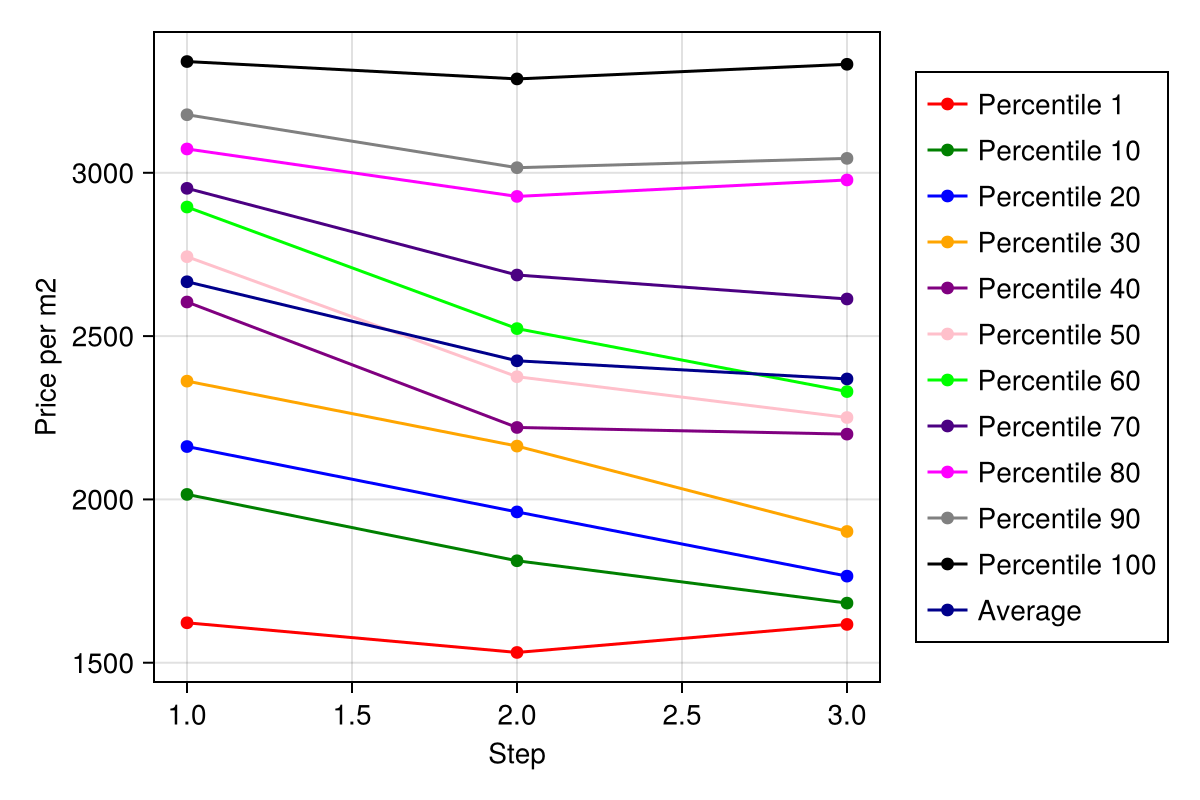 Price per m2
3000
2500
2000
1500
1.0 1.5 2.0 2.5 3.0
Step
Percentile 1
Percentile 10
Percentile 20
Percentile 30
Percentile 40
Percentile 50
Percentile 60
Percentile 70
Percentile 80
Percentile 90
Percentile 100
Average